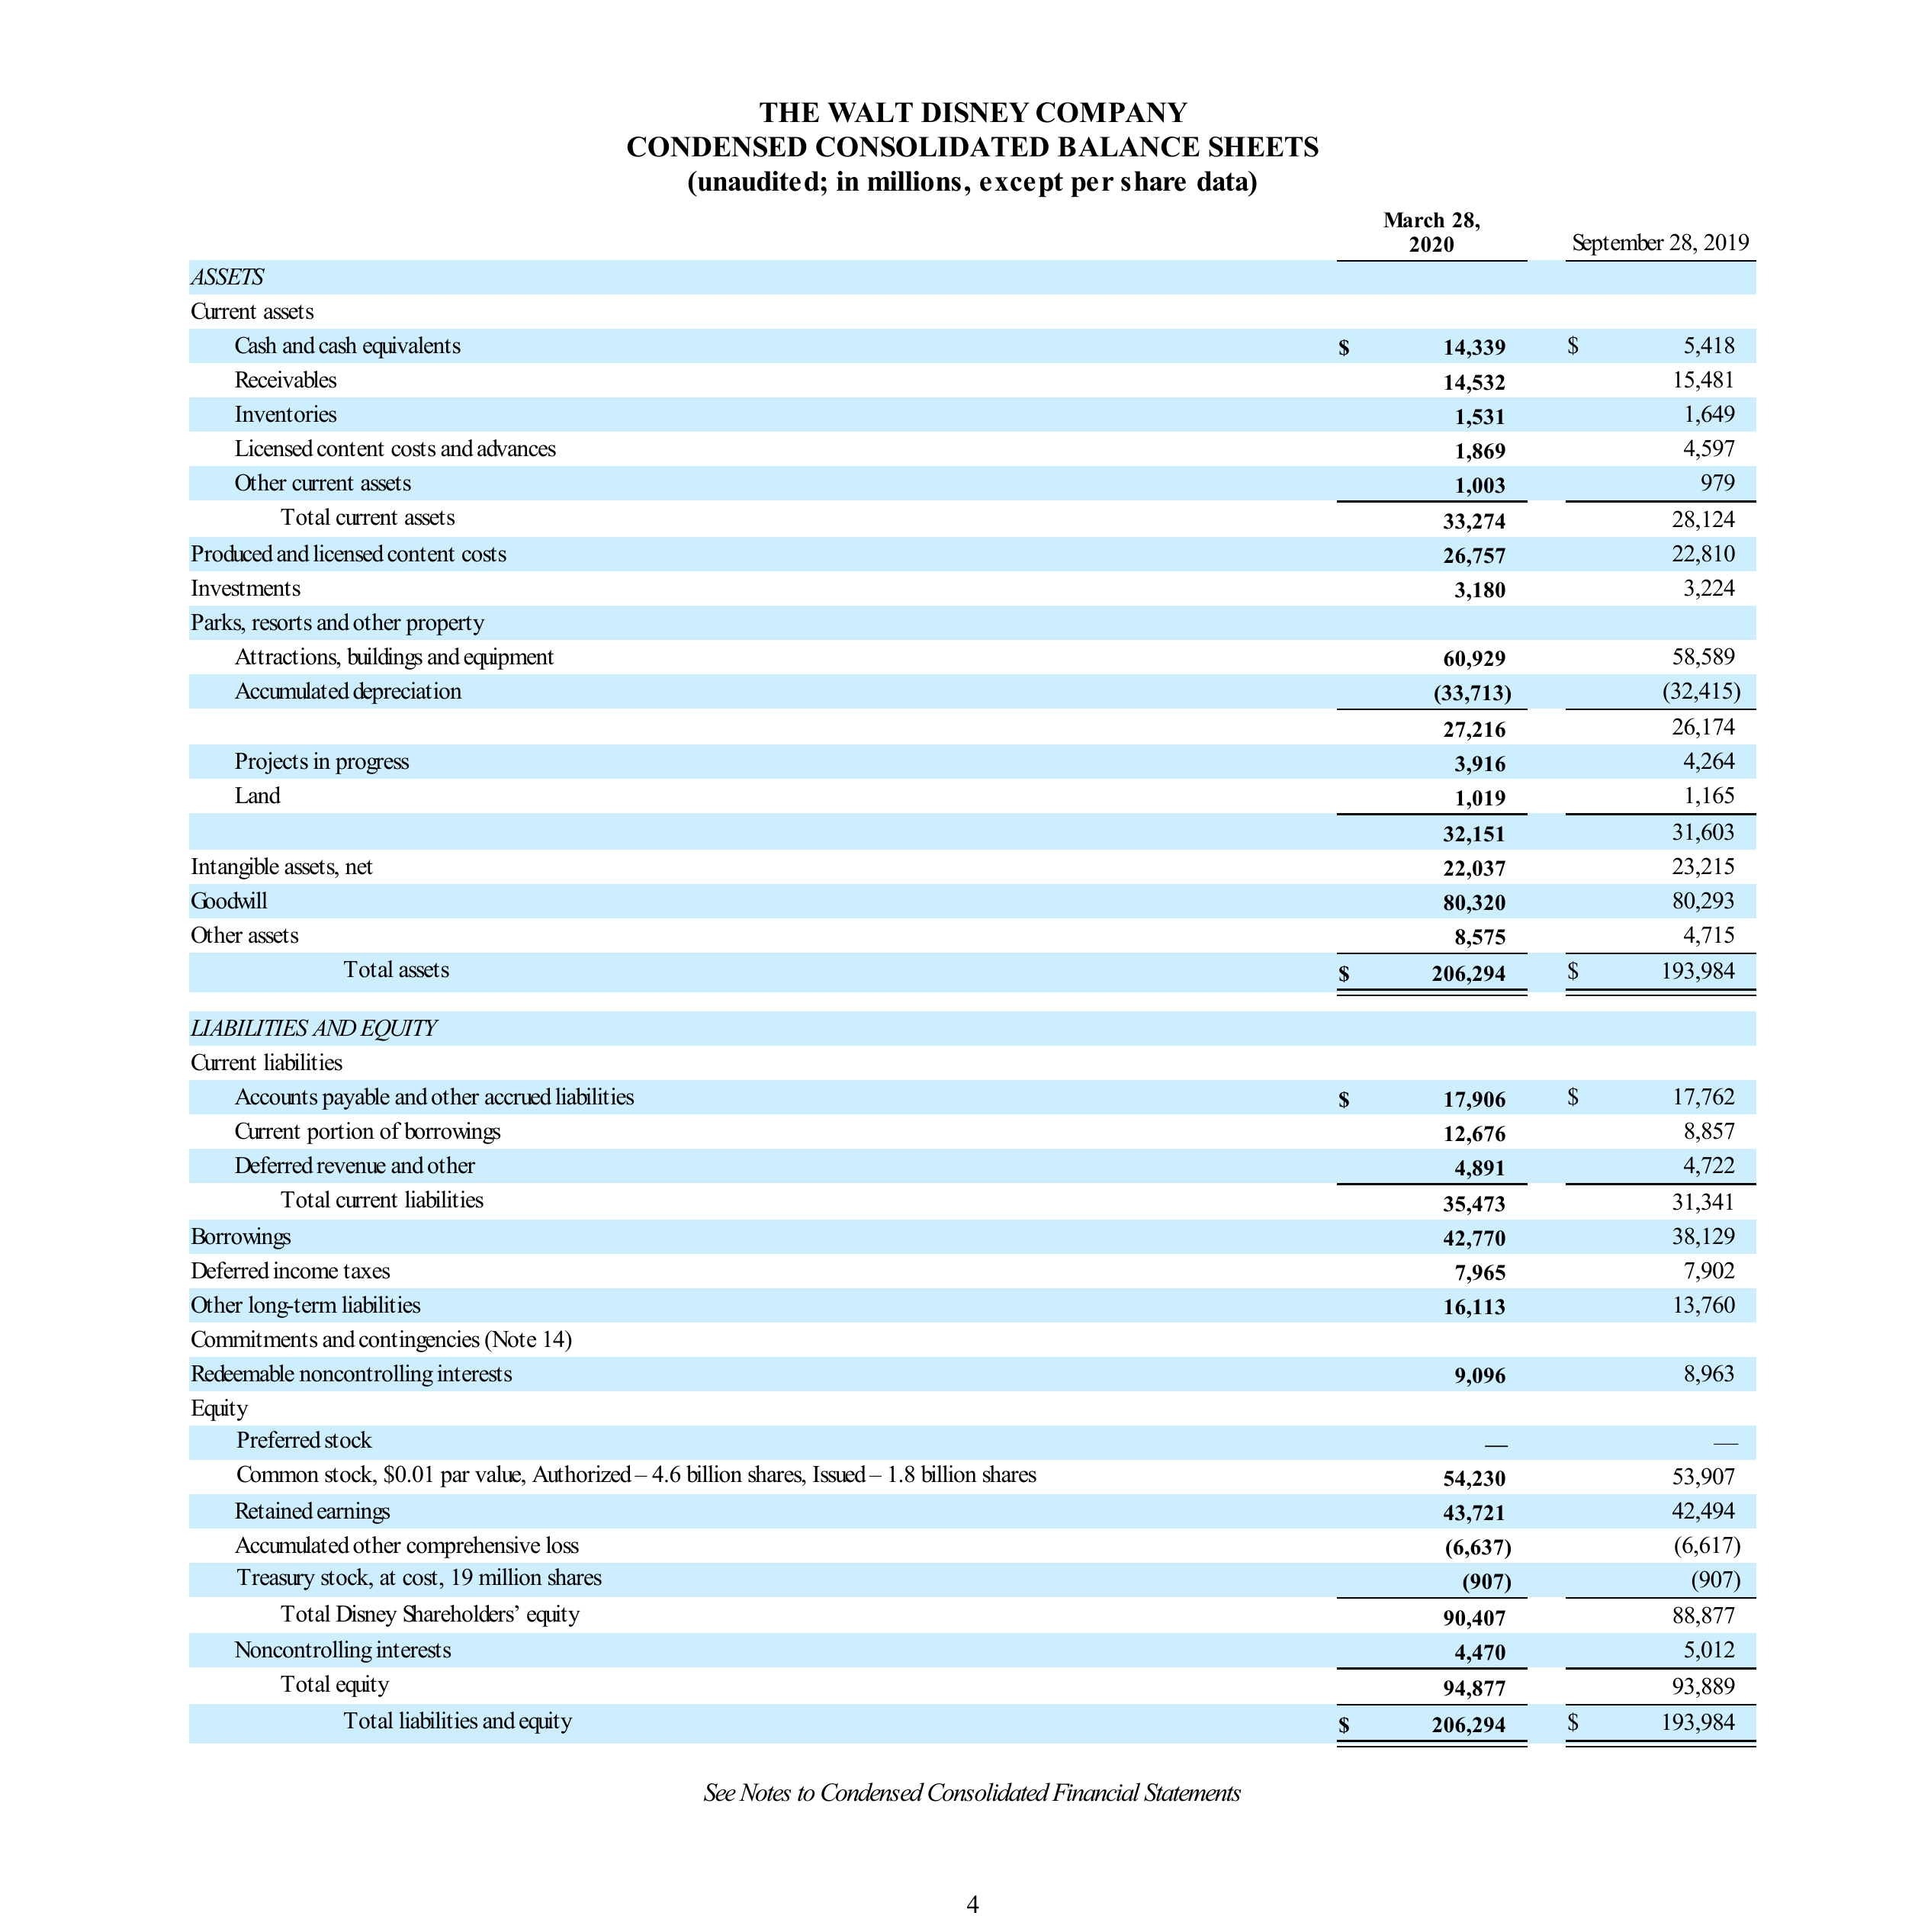 THE WALT DISNEY COMPANY
CONDENSED CONSOLIDATED BALANCE SHEETS
(unaudited; in millions, except per share data)
March 28,
2020 September 28, 2019
ASSETS
Current assets
Cash and cash equivalents $ 14,339 $ 5,418
Receivables 14,532 15,481
Inventories 1,531 1,649
Licensed content costs and advances 1,869 4,597
Other current assets 1,003 979
Total current assets 33,274 28,124
Produced and licensed content costs 26,757 22,810
Investments 3,180 3,224
Parks, resorts and other property
Attractions, buildings and equipment 60,929 58,589
Accumulated depreciation (33,713) (32,415)
27,216 26,174
Projects in progress 3,916 4,264
Land 1,019 1,165
32,151 31,603
Intangible assets, net 22,037 23,215
Goodwill 80,320 80,293
Other assets 8,575 4,715
Total assets $ 206,294 $ 193,984
LIABILITIES AND EQUITY
Current liabilities
Accounts payable and other accrued liabilities $ 17,906 $ 17,762
Current portion of borrowings 12,676 8,857
Deferred revenue and other 4,891 4,722
Total current liabilities 35,473 31,341
Borrowings 42,770 38,129
Deferred income taxes 7,965 7,902
Other long-term liabilities 16,113 13,760
Commitments and contingencies (Note 14)
Redeemable noncontrolling interests 9,096 8,963
Equity
Preferred stock — —
Common stock, $0.01 par value, Authorized – 4.6 billion shares, Issued – 1.8 billion shares 54,230 53,907
Retained earnings 43,721 42,494
Accumulated other comprehensive loss (6,637) (6,617)
Treasury stock, at cost, 19 million shares (907) (907)
Total Disney Shareholders’ equity 90,407 88,877
Noncontrolling interests 4,470 5,012
Total equity 94,877 93,889
Total liabilities and equity $ 206,294 $ 193,984
See Notes to Condensed Consolidated Financial Statements
4